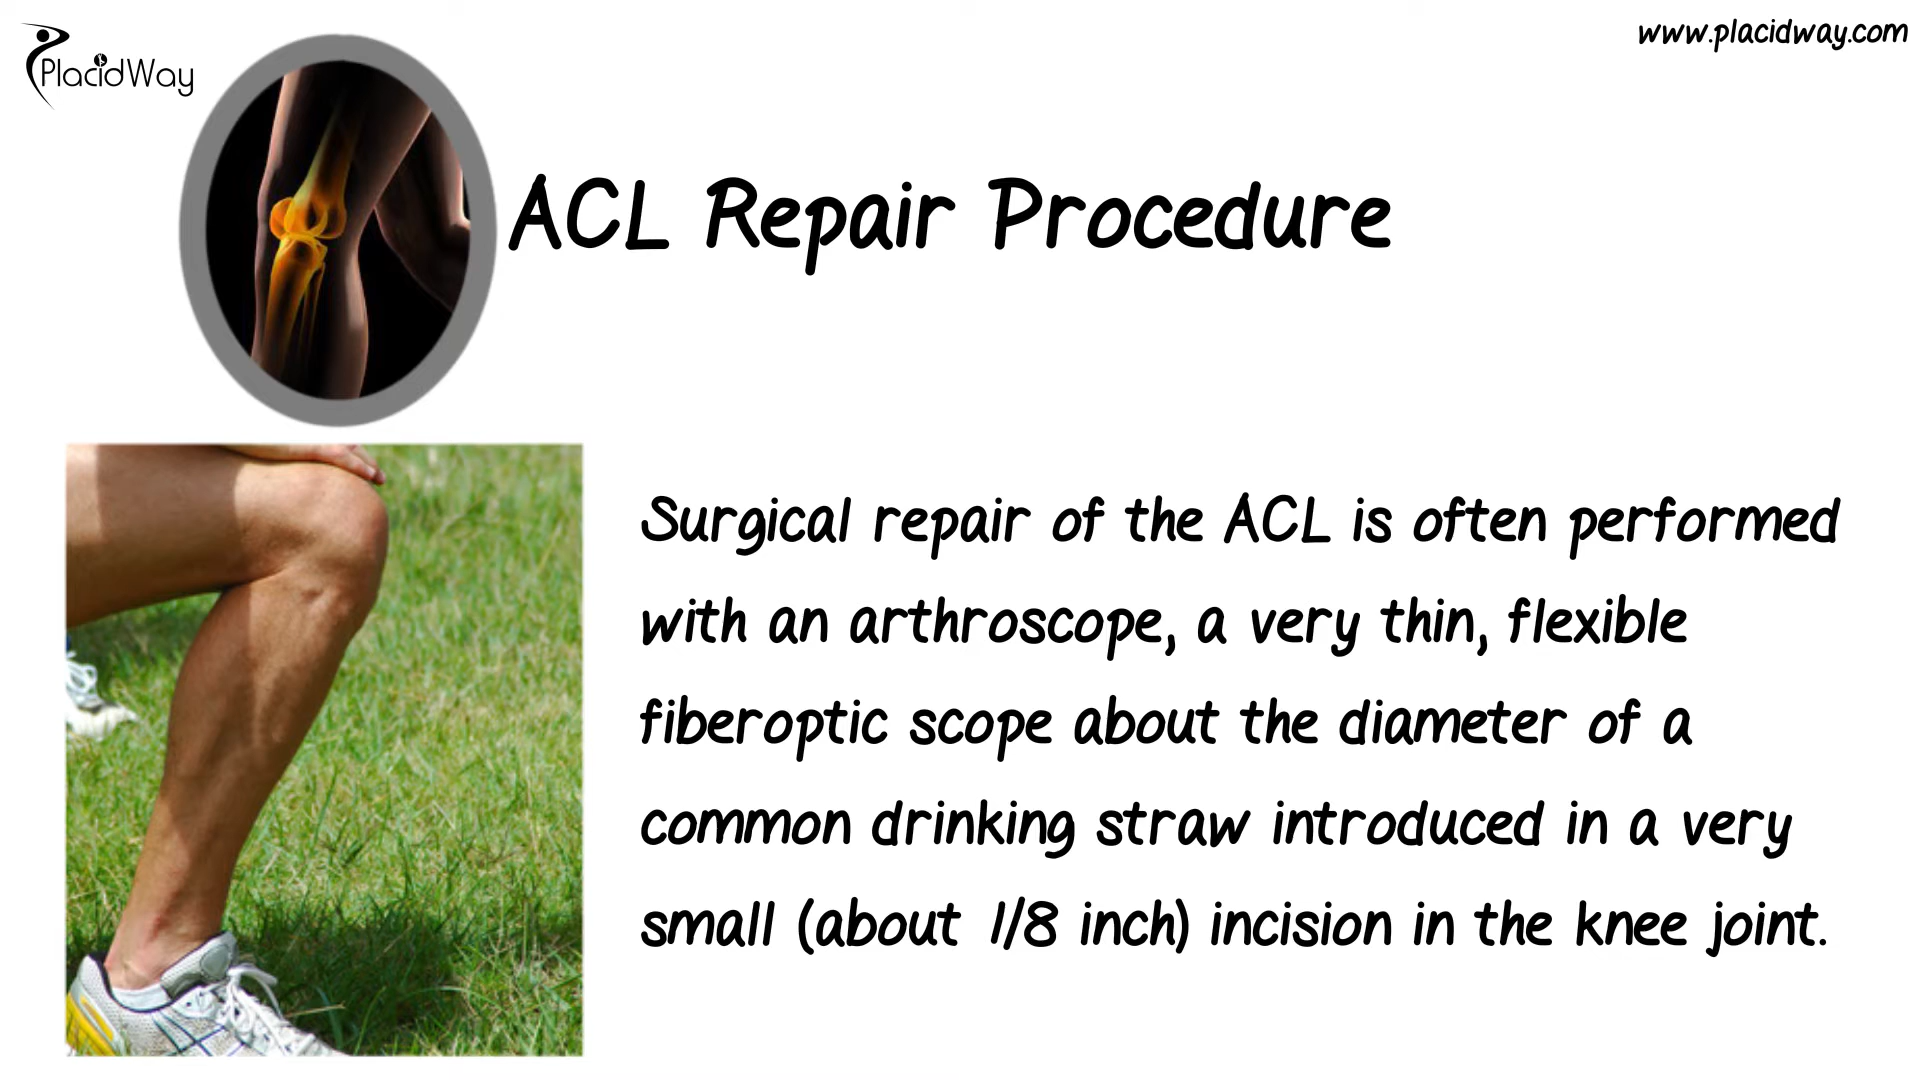 PlacidWay
www.placidway.com
ACL Repair Procedure
Surgical repair of the ACL is often performed
with an arthroscope, a very thin, flexible
fiberoptic scope about the diameter of a
common drinking straw introduced in a very
small (about 1/8 inch) incision in the knee joint.